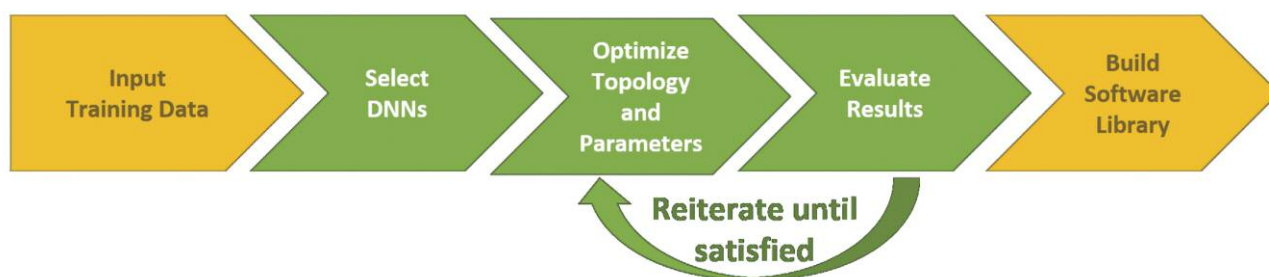 Input
Training Data
Select
DNNs
Optimize
Topology
and
Parameters
Evaluate
Results
Build
Software
Library
Reiterate until
satisfied